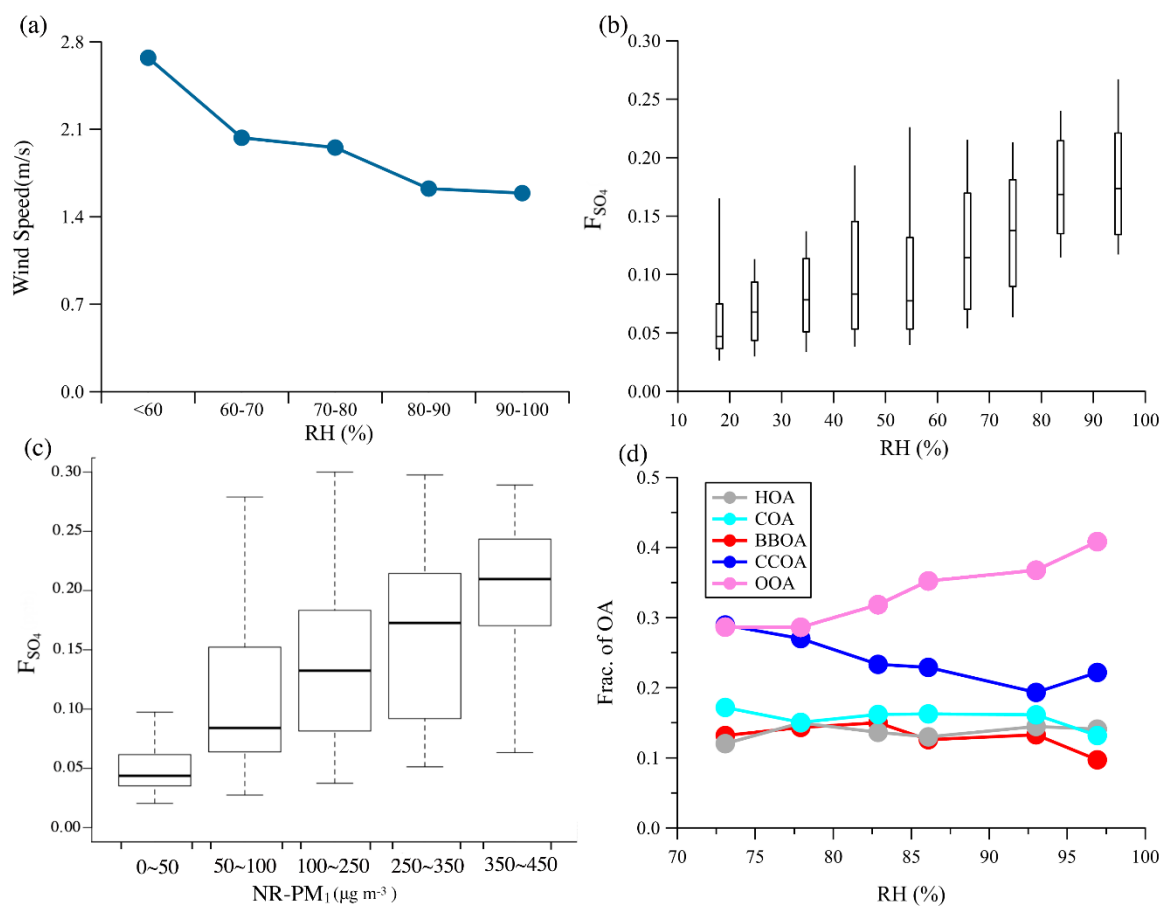 (a)
2.8
2.1
1.4
0.7
0.0
Wind Speed(m/s)
<60 60-70 70-80 80-90 90-100
RH (%)
(b)
0.30
0.25
0.20
0.15
0.10
0.05
0.00
FSO4
10 20 30 40 50 60 70 80 90 100
RH (%)
(c)
0.30
0.25
0.20
0.15
0.10
0.05
0.00
FSO4
0~50 50~100 100~250 250~350 350~450
NR-PM1 (μg m-3)
(d)
0.5
0.4
0.3
0.2
0.1
0.0
Frac. of OA
HOA
COA
BBOA
CCOA
OOA
70 75 80 85 90 95 100
RH (%)